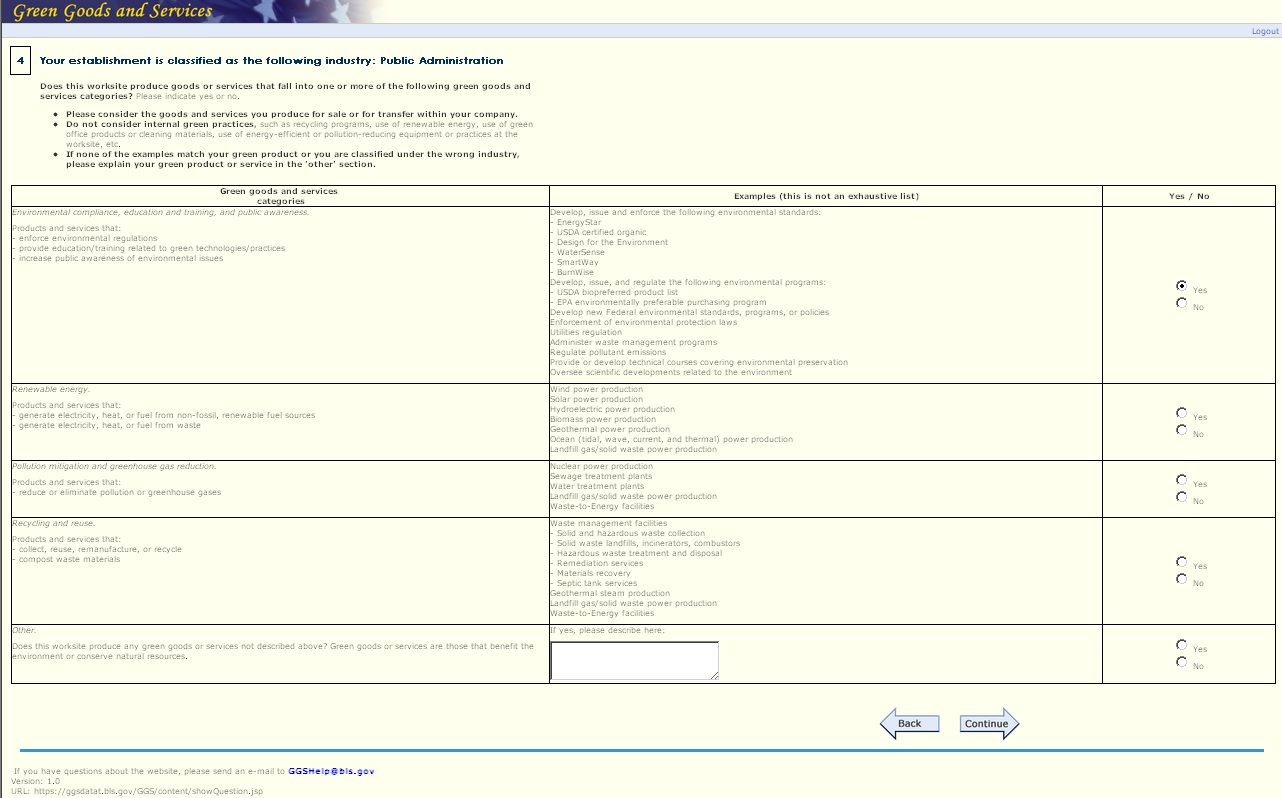 Green Goods and Services
Logout
4 Your establishment is classified as the following industry: Public Administration
Does this worksite produce goods or services that fall into one or more of the following green goods and
services categories? Please indicate yes or no.
Please consider the goods and services you produce for sale or for transfer within your company.
Do not consider internal green practices, such as recycling programs, use of renewable energy, use of green
office products or cleaning materials, use of energy-efficient or pollution-reducing equipment or practices at the
worksite, etc.
If none of the examples match your green product or you are classified under the wrong industry,
please explain your green product or service in the 'other' section.
Green goods and services
categories
Examples (this is not an exhaustive list)
Yes / No
Environmental compliance, education and training, and public awareness.
Products and services that:
- enforce environmental regulations
- provide education/training related to green technologies/practices
- increase public awareness of environmental issues
Develop, issue and enforce the following environmental standards:
- EnergyStar
- USDA certified organic
- Design for the Environment
- WaterSense
- SmartWay
- BurnWise
Develop, issue, and regulate the following environmental programs:
- USDA biopreferred product list
- EPA environmentally preferable purchasing program
Develop new Federal environmental standards, programs, or policies
Enforcement of environmental protection laws
Utilities regulation
Administer waste management programs
Regulate pollutant emissions
Provide or develop technical courses covering environmental preservation
Oversee scientific developments related to the environment
Yes
No
Renewable energy.
Products and services that:
- generate electricity, heat, or fuel from non-fossil, renewable fuel sources
- generate electricity, heat, or fuel from waste
Wind power production
Solar power production
Hydroelectric power production
Biomass power production
Geothermal power production
Ocean (tidal, wave, current, and thermal) power production
Landfill gas/solid waste power production
Yes
No
Pollution mitigation and greenhouse gas reduction.
Products and services that:
- reduce or eliminate pollution or greenhouse gases
Nuclear power production
Sewage treatment plants
Water treatment plants
Landfill gas/solid waste power production
Waste-to-Energy facilities
Yes
No
Recycling and reuse.
Products and services that:
- collect, reuse, remanufacture, or recycle
- compost waste materials
Waste management facilities
- Solid and hazardous waste collection
- Solid waste landfills, incinerators, combustors
- Hazardous waste treatment and disposal
- Remediation services
- Materials recovery
- Septic tank services
Geothermal steam production
Landfill gas/solid waste power production
Waste-to-Energy facilities
Yes
No
Other.
Does this worksite produce any green goods or services not described above? Green goods or services are those that benefit the
environment or conserve natural resources.
If yes, please describe here:
Yes
No
Back
Continue
If you have questions about the website, please send an e-mail to GGSHelp@bls.gov
Version: 1.0
URL: https://ggsdatat.bls.gov/GGS/content/showQuestion.jsp